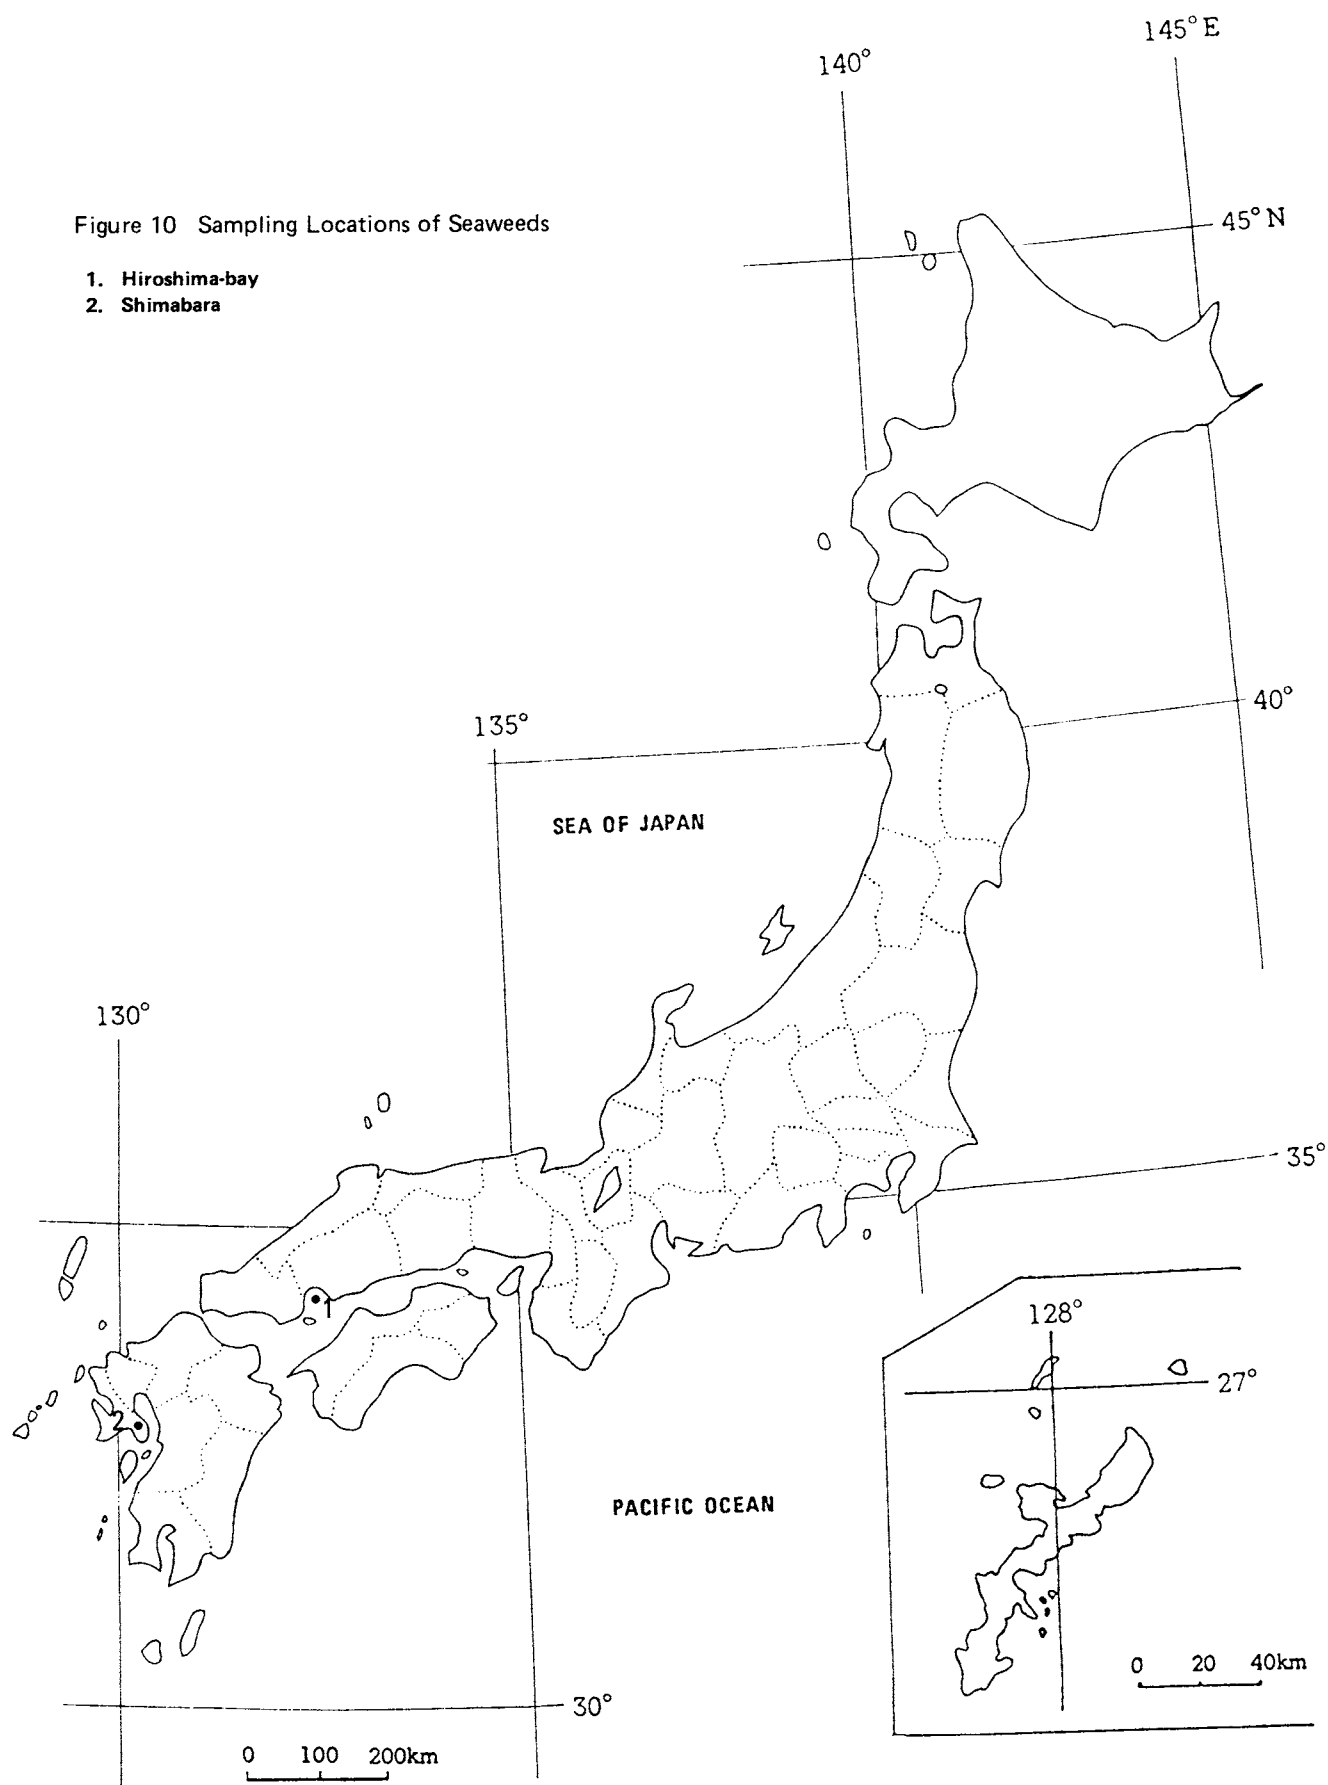 145° E
140°
Figure 10 Sampling Locations of Seaweeds
45° N
1. Hiroshima-bay
2. Shimabara
40°
135°
SEA OF JAPAN
130°
35°
1
128°
27°
2
PACIFIC OCEAN
0 20 40km
30°
0 100 200km